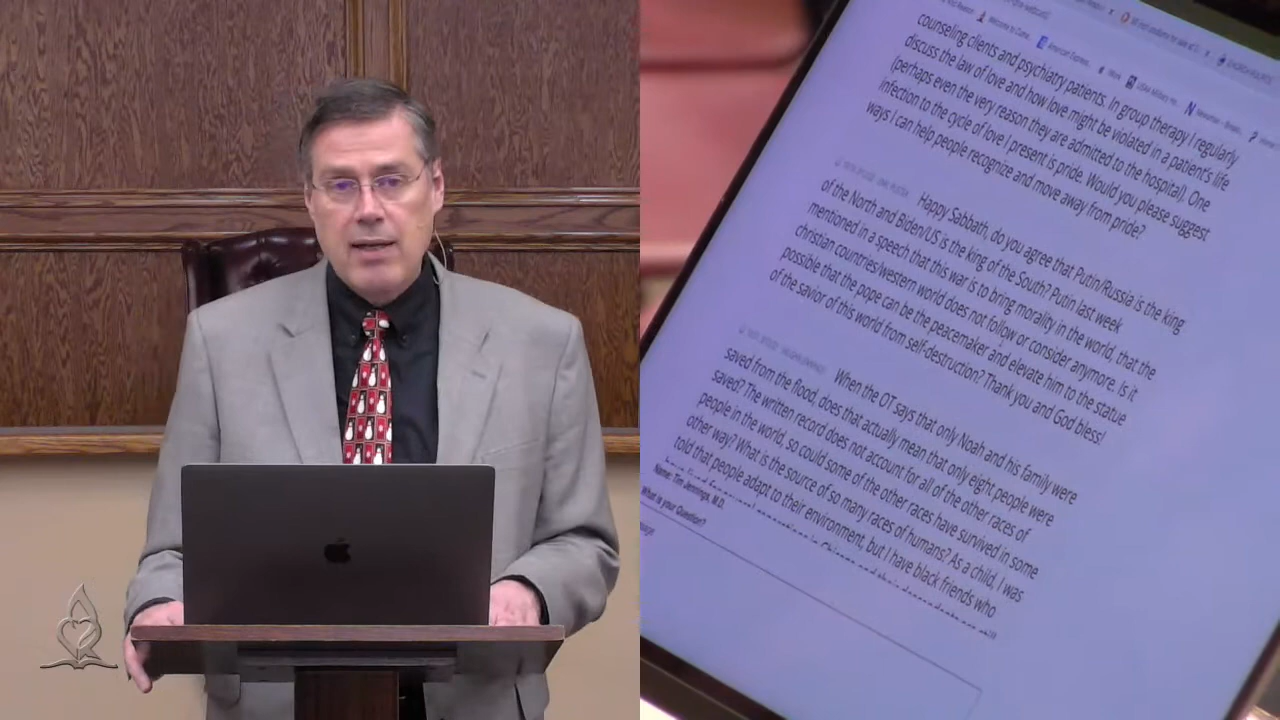 Welcome to Come
American Express
USAA Military
counseling clients and psychiatry patients. In group therapy I regularly
discuss the law of love and how love might be violated in a patient's life
(perhaps even the very reason they are admitted to the hospital). One
infection to the cycle of love I present is pride. Would you please suggest
ways I can help people recognize and move away from pride?
Happy Sabbath, do you agree that Putin/Russia is the king
of the North and Biden/US is the king of the South? Putin last week
mentioned in a speech that this war is to bring morality in the world, that the
christian countries/western world does not follow or consider anymore. Is it
possible that the pope can be the peacemaker and elevate him to the statue
of the savior of this world from self-destruction? Thank you and God bless!
When the OT says that only Noah and his family were
saved from the flood, does that actually mean that only eight people were
saved? The written record does not account for all of the other races of
people in the world, so could some of the other races have survived in some
other way? What is the source of so many races of humans? As a child, I was
told that people adapt to their environment, but I have black friends who
Name: Tim Jennings, M.D.
What is your Question?